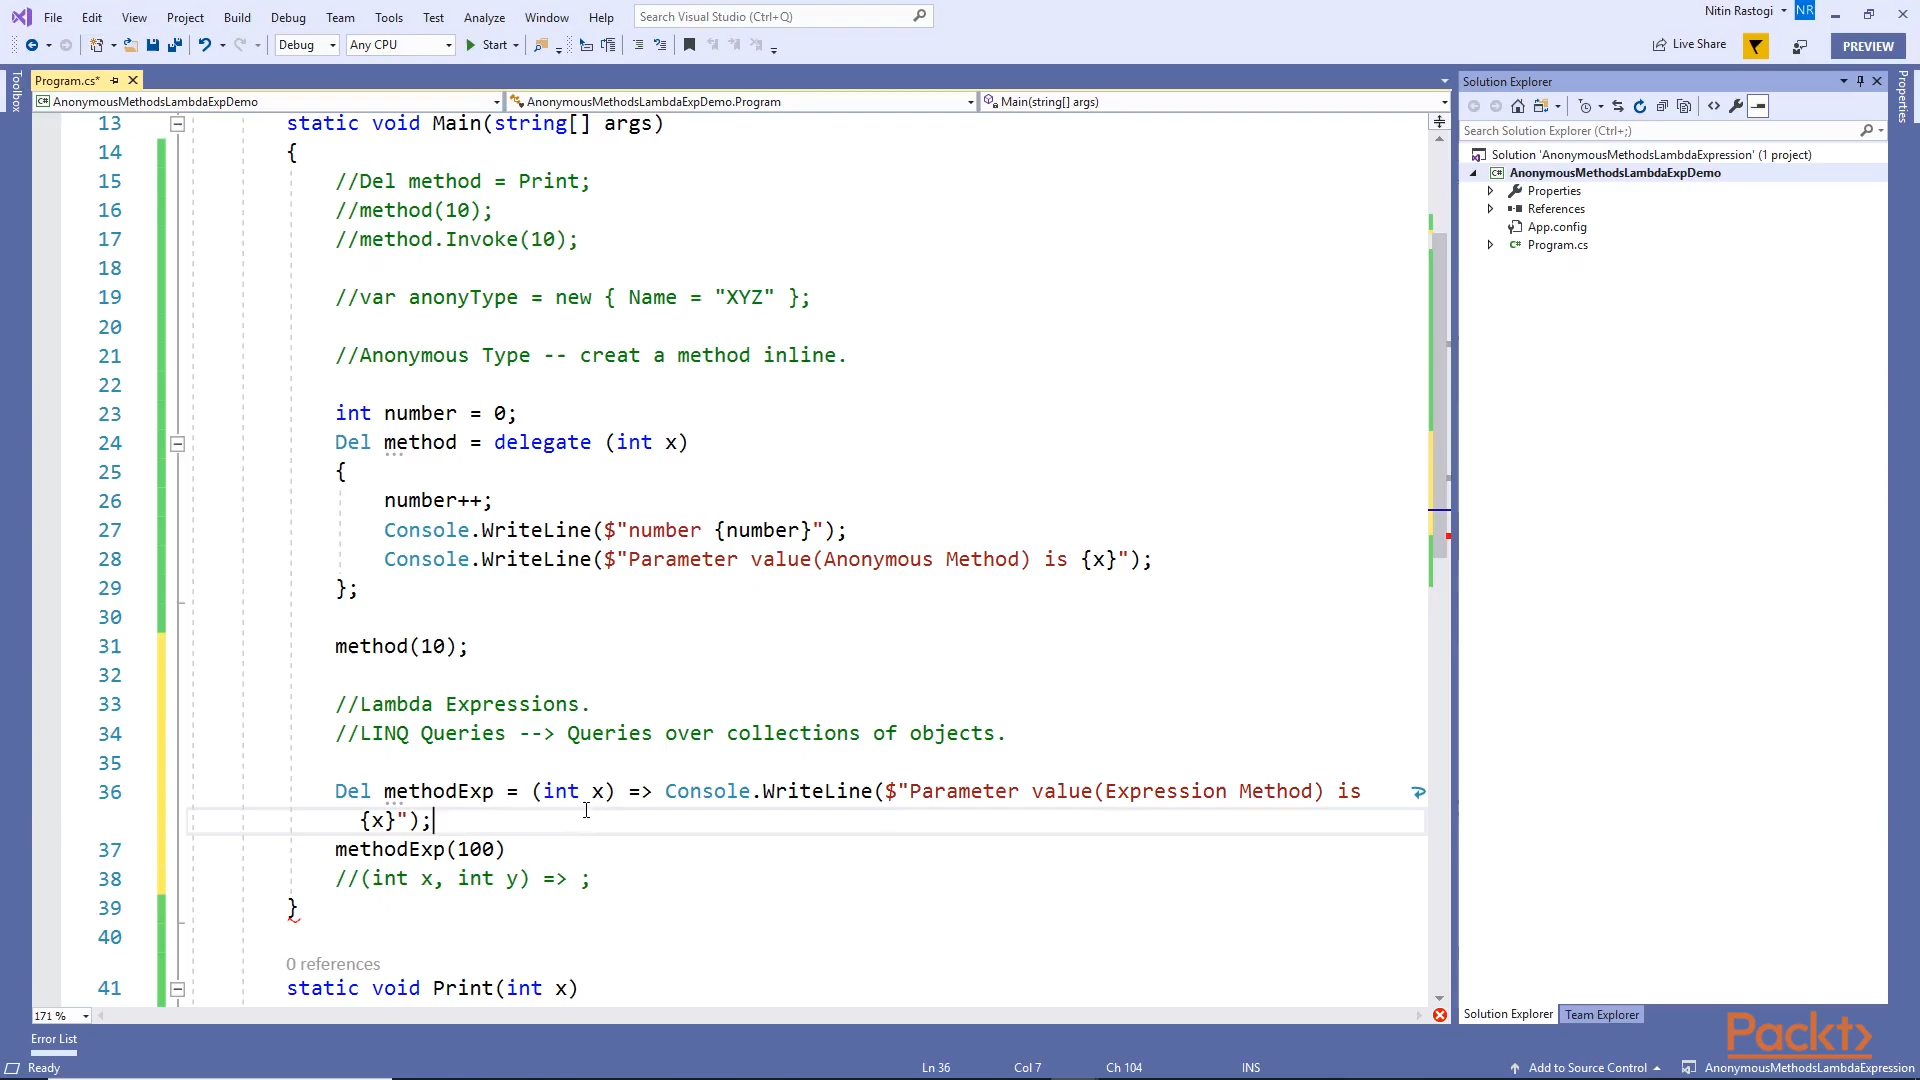 File Edit View Project Build Debug Team Tools Test Analyze Window Help Search Visual Studio (Ctrl+Q) Nitin Rastogi NR
Debug Any CPU Start Live Share PREVIEW
Toolbox
Program.cs*
AnonymousMethodsLambdaExpDemo AnonymousMethodsLambdaExpDemo.Program Main(string[] args)
13 static void Main(string[] args)
14 {
15 //Del method = Print;
16 //method(10);
17 //method.Invoke(10);
18
19 //var anonyType = new { Name = "XYZ" };
20
21 //Anonymous Type -- creat a method inline.
22
23 int number = 0;
24 Del method = delegate (int x)
25 {
26 number++;
27 Console.WriteLine($"number {number}");
28 Console.WriteLine($"Parameter value(Anonymous Method) is {x}");
29 };
30
31 method(10);
32
33 //Lambda Expressions.
34 //LINQ Queries --> Queries over collections of objects.
35
36 Del methodExp = (int x) => Console.WriteLine($"Parameter value(Expression Method) is
{x}");
37 methodExp(100)
38 //(int x, int y) => ;
39 }
40
0 references
41 static void Print(int x)
171 %
Solution Explorer
Search Solution Explorer (Ctrl+;)
Solution 'AnonymousMethodsLambdaExpression' (1 project)
AnonymousMethodsLambdaExpDemo
Properties
References
App.config
Program.cs
Solution Explorer Team Explorer
Properties
Packt>
Error List
Ready Ln 36 Col 7 Ch 104 INS Add to Source Control AnonymousMethodsLambdaExpression